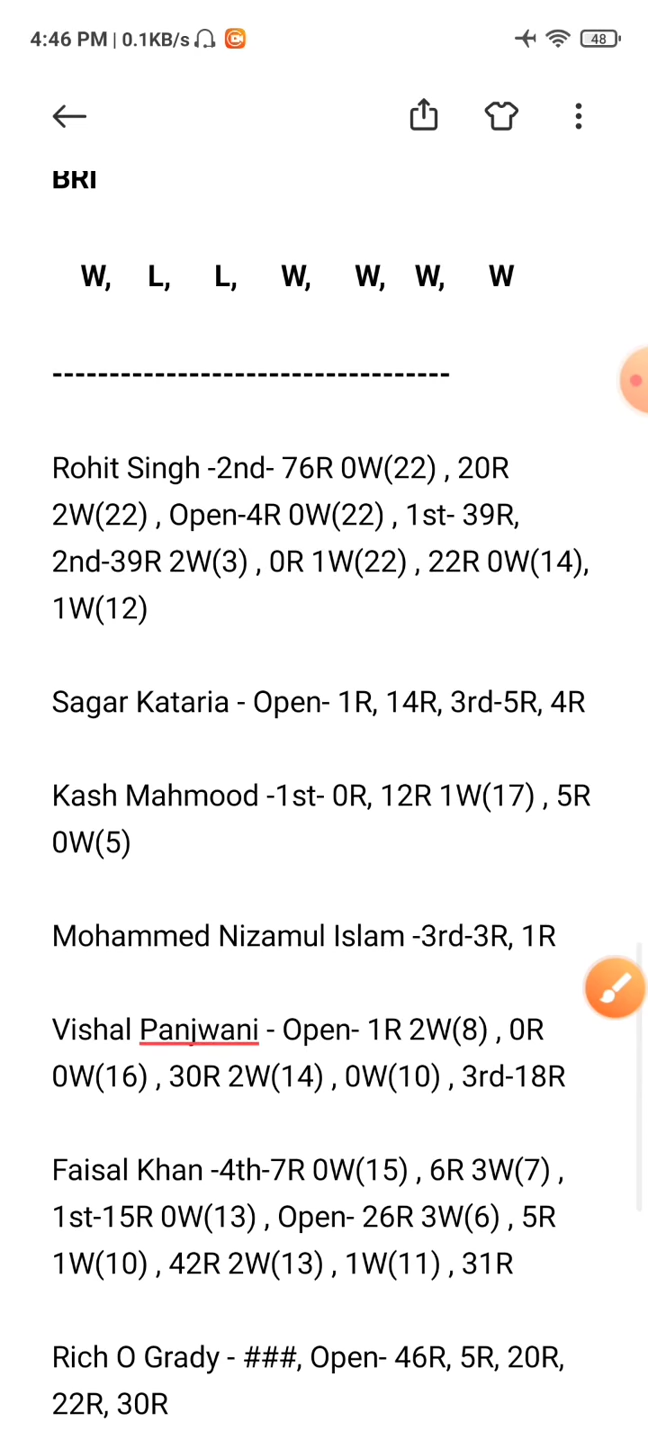 4:46 PM | 0.1KB/s
48
BRI
W, L, L, W, W, W, W
-----------------------------------
Rohit Singh -2nd- 76R 0W(22) , 20R
2W(22) , Open-4R 0W(22) , 1st- 39R,
2nd-39R 2W(3) , 0R 1W(22) , 22R 0W(14),
1W(12)
Sagar Kataria - Open- 1R, 14R, 3rd-5R, 4R
Kash Mahmood -1st- 0R, 12R 1W(17) , 5R
0W(5)
Mohammed Nizamul Islam -3rd-3R, 1R
Vishal Panjwani - Open- 1R 2W(8) , 0R
0W(16) , 30R 2W(14) , 0W(10) , 3rd-18R
Faisal Khan -4th-7R 0W(15) , 6R 3W(7) ,
1st-15R 0W(13) , Open- 26R 3W(6) , 5R
1W(10) , 42R 2W(13) , 1W(11) , 31R
Rich O Grady - ###, Open- 46R, 5R, 20R,
22R, 30R